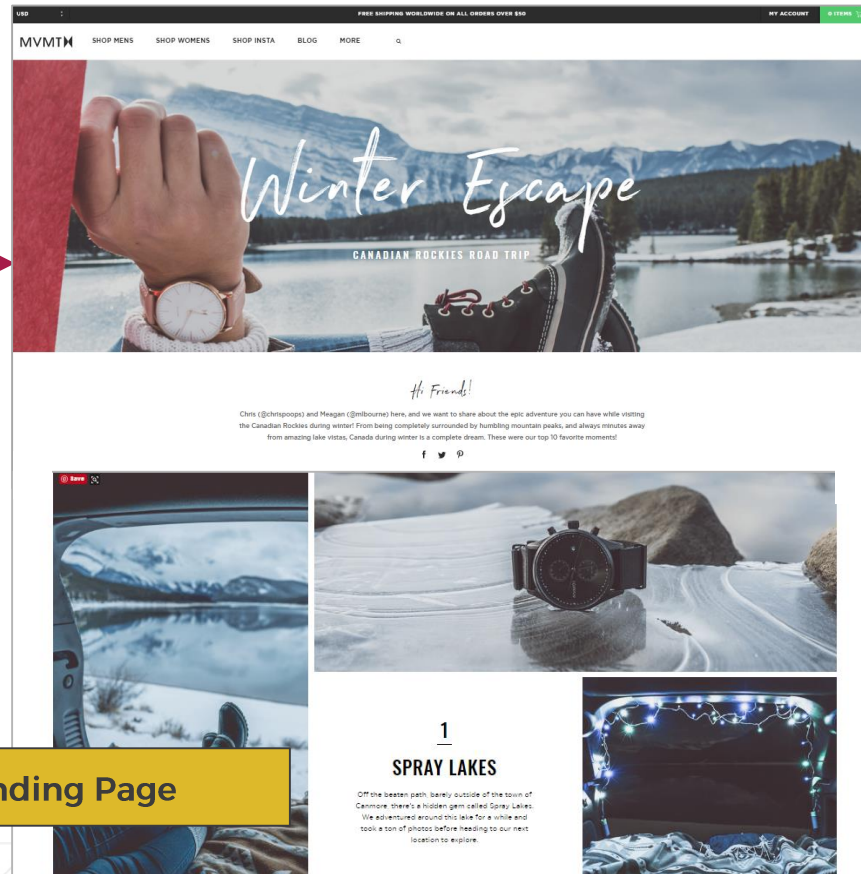 USD
FREE SHIPPING WORLDWIDE ON ALL ORDERS OVER $50
MY ACCOUNT
0 ITEMS
MVMT
SHOP MENS
SHOP WOMENS
SHOP INSTA
BLOG
MORE
Winter Escape
CANADIAN ROCKIES ROAD TRIP
Hi Friends!
Chris (@chrispoops) and Meagan (@mlbourne) here, and we want to share about the epic adventure you can have while visiting
the Canadian Rockies during winter! From being completely surrounded by humbling mountain peaks, and always minutes away
from amazing lake vistas, Canada during winter is a complete dream. These were our top 10 favorite moments!
Save
1
SPRAY LAKES
Off the beaten path, barely outside of the town of
Canmore, there's a hidden gem called Spray Lakes.
We adventured around this lake for a while and
took a ton of photos before heading to our next
location to explore.
nding Page